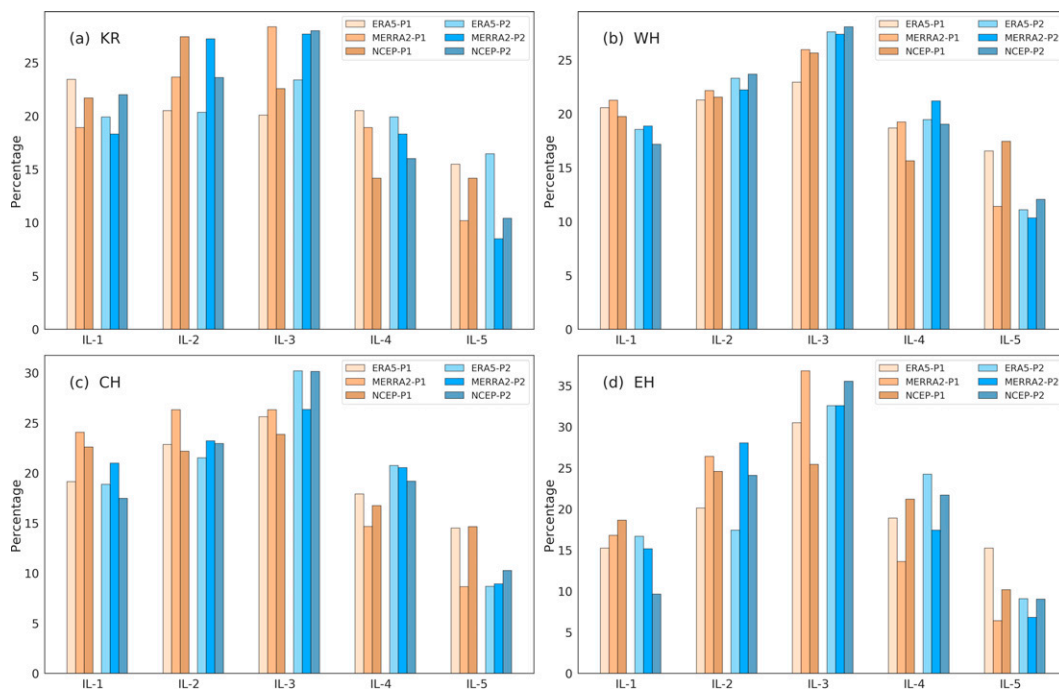 (a) KR
ERA5-P1 ERA5-P2
MERRA2-P1 MERRA2-P2
NCEP-P1 NCEP-P2
Percentage
25
20
15
10
5
0
IL-1 IL-2 IL-3 IL-4 IL-5
(b) WH
ERA5-P1 ERA5-P2
MERRA2-P1 MERRA2-P2
NCEP-P1 NCEP-P2
Percentage
25
20
15
10
5
0
IL-1 IL-2 IL-3 IL-4 IL-5
(c) CH
ERA5-P1 ERA5-P2
MERRA2-P1 MERRA2-P2
NCEP-P1 NCEP-P2
Percentage
30
25
20
15
10
5
0
IL-1 IL-2 IL-3 IL-4 IL-5
(d) EH
ERA5-P1 ERA5-P2
MERRA2-P1 MERRA2-P2
NCEP-P1 NCEP-P2
Percentage
35
30
25
20
15
10
5
0
IL-1 IL-2 IL-3 IL-4 IL-5